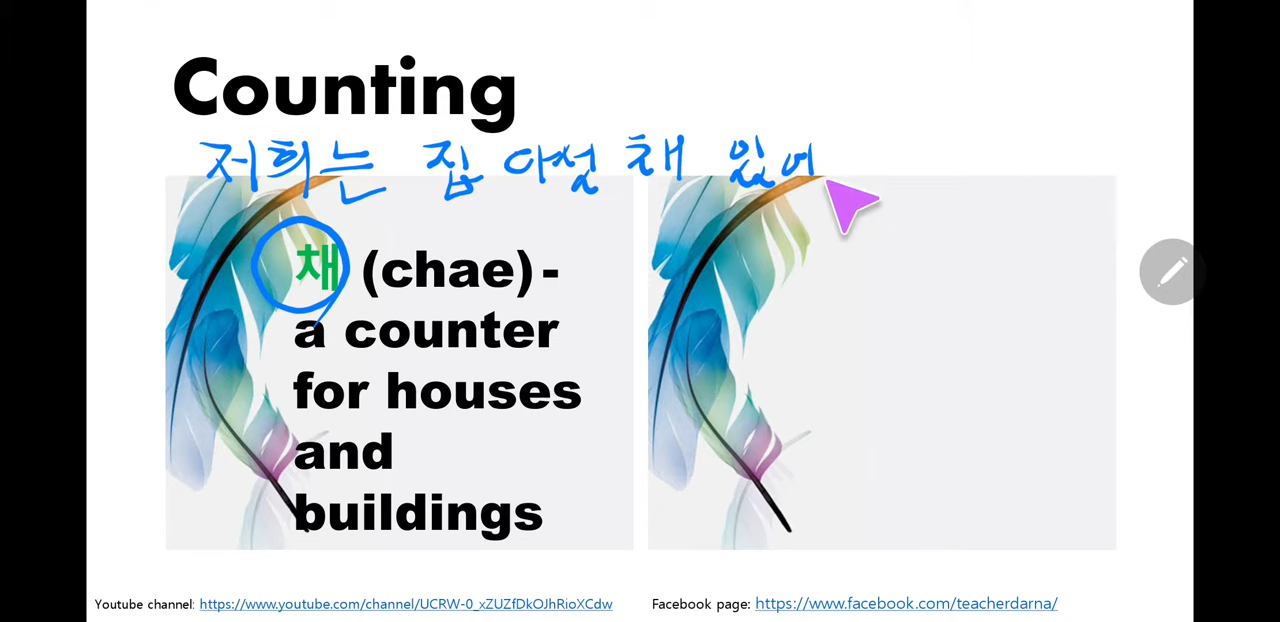 Counting
저희는 집 다섯 채 있어
채 (chae) -
a counter
for houses
and
buildings
Youtube channel: https://www.youtube.com/channel/UCRW-0_xZUZfDkOJhRioXCdw
Facebook page: https://www.facebook.com/teacherdarna/